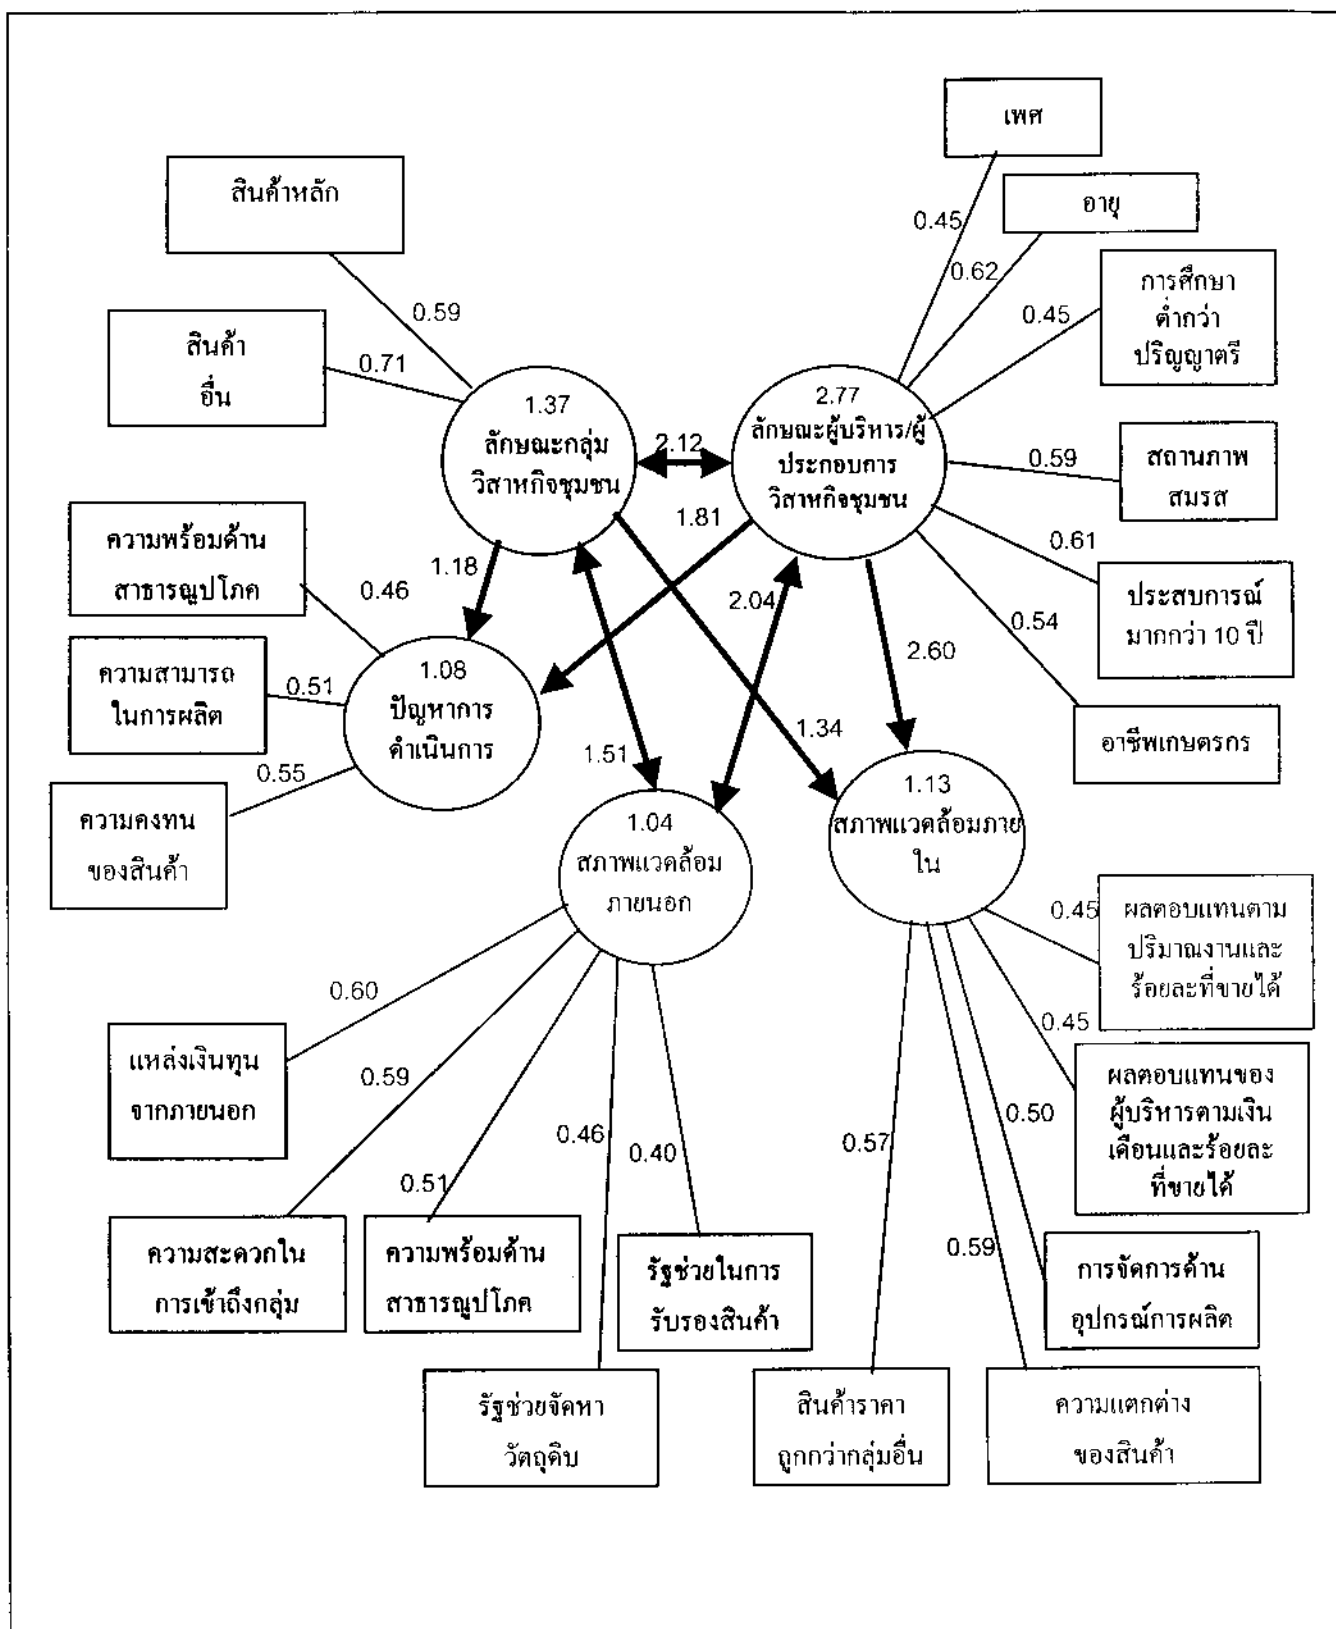 เพศ
สินค้าหลัก
อายุ
0.45
0.62
การศึกษา
ต่ำกว่า
ปริญญาตรี
0.59
0.45
สินค้า
อื่น
0.71
1.37
ลักษณะกลุ่ม
วิสาหกิจชุมชน
2.12
2.77
ลักษณะผู้บริหาร/ผู้
ประกอบการ
วิสาหกิจชุมชน
0.59
สถานภาพ
สมรส
ความพร้อมด้าน
สาธารณูปโภค
0.46
1.18
1.81
0.61
ประสบการณ์
มากกว่า 10 ปี
2.04
0.54
2.60
ความสามารถ
ในการผลิต
0.51
1.08
ปัญหาการ
ดำเนินการ
1.51
1.34
อาชีพเกษตรกร
0.55
ความคงทน
ของสินค้า
1.04
สภาพแวดล้อม
ภายนอก
1.13
สภาพแวดล้อมภาย
ใน
0.45
ผลตอบแทนตาม
ปริมาณงานและ
ร้อยละที่ขายได้
0.60
0.45
แหล่งเงินทุน
จากภายนอก
0.59
0.51
0.46
0.40
0.57
0.50
ผลตอบแทนของ
ผู้บริหารตามเงิน
เดือนและร้อยละ
ที่ขายได้
0.59
ความสะดวกใน
การเข้าถึงกลุ่ม
ความพร้อมด้าน
สาธารณูปโภค
รัฐช่วยในการ
รับรองสินค้า
การจัดการด้าน
อุปกรณ์การผลิต
รัฐช่วยจัดหา
วัตถุดิบ
สินค้าราคา
ถูกกว่ากลุ่มอื่น
ความแตกต่าง
ของสินค้า